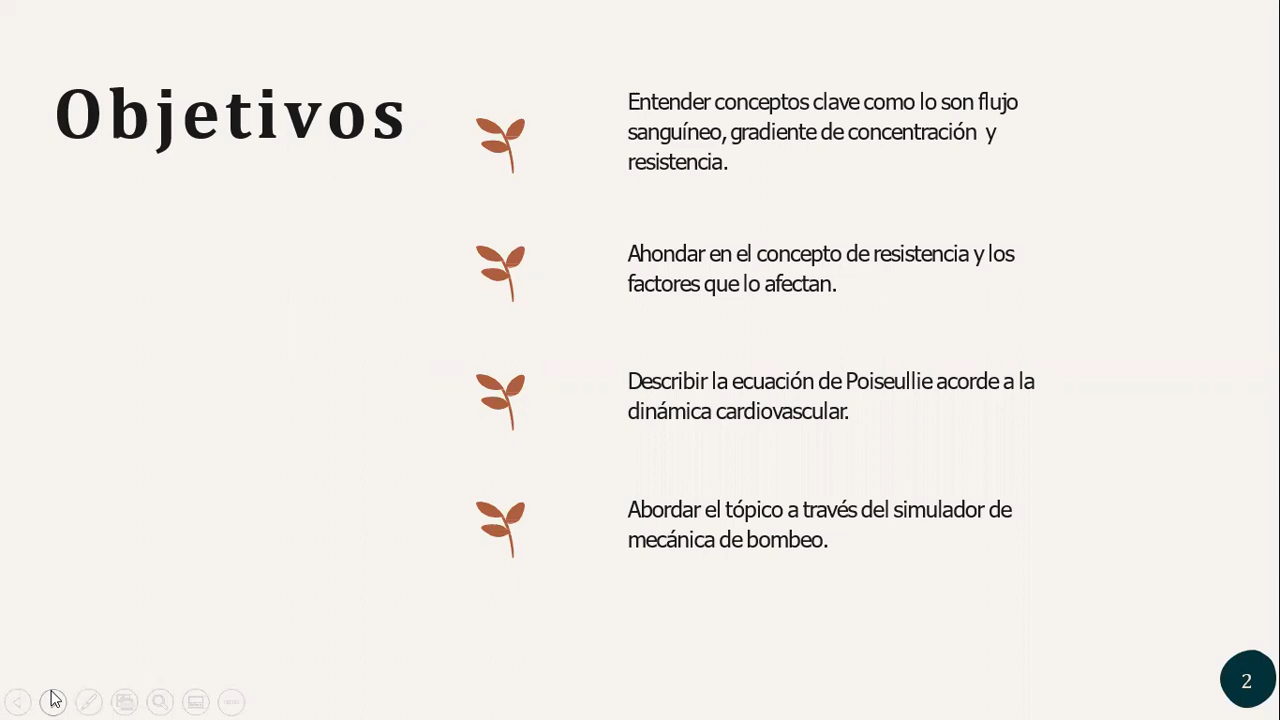 Objetivos
Entender conceptos clave como lo son flujo
sanguíneo, gradiente de concentración y
resistencia.
Ahondar en el concepto de resistencia y los
factores que lo afectan.
Describir la ecuación de Poiseullie acorde a la
dinámica cardiovascular.
Abordar el tópico a través del simulador de
mecánica de bombeo.
2